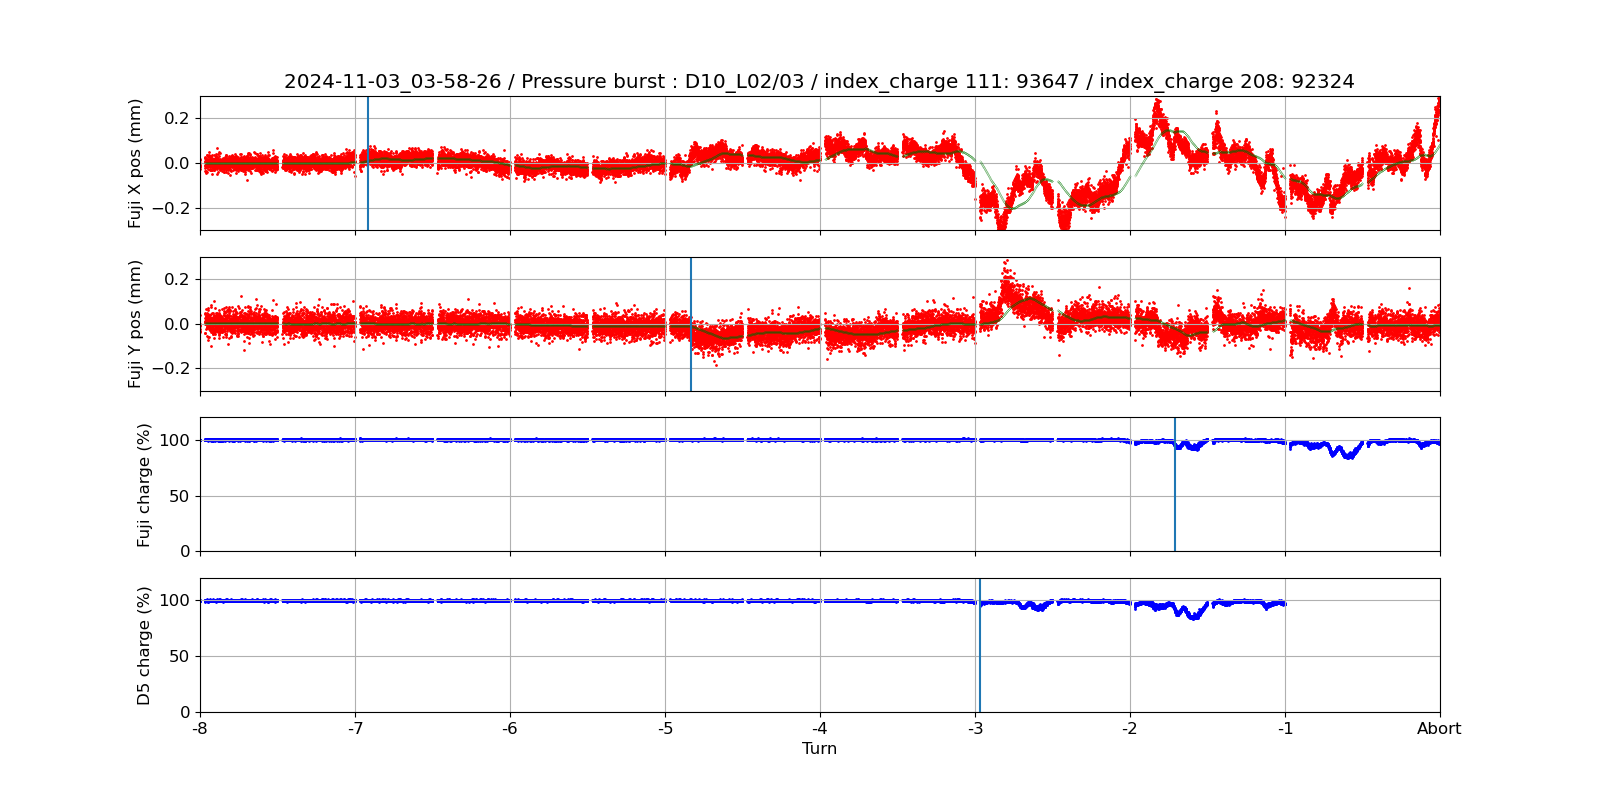 2024-11-03_03-58-26 / Pressure burst : D10_L02/03 / index_charge 111: 93647 / index_charge 208: 92324
Fuji X pos (mm)
0.2
0.0
−0.2
Fuji Y pos (mm)
0.2
0.0
−0.2
Fuji charge (%)
100
50
0
D5 charge (%)
100
50
0
-8 -7 -6 -5 -4 -3 -2 -1 Abort
Turn